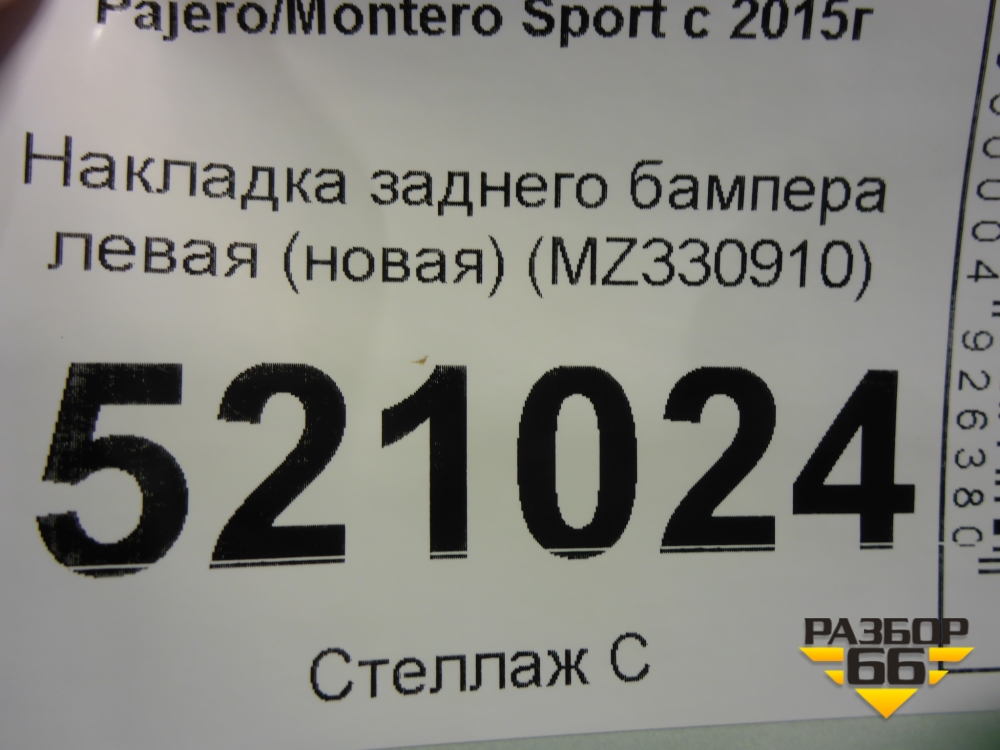 Pajero/Montero Sport с 2015г
Накладка заднего бампера
левая (новая) (MZ330910)
521024
Стеллаж С
РАЗБОР
66